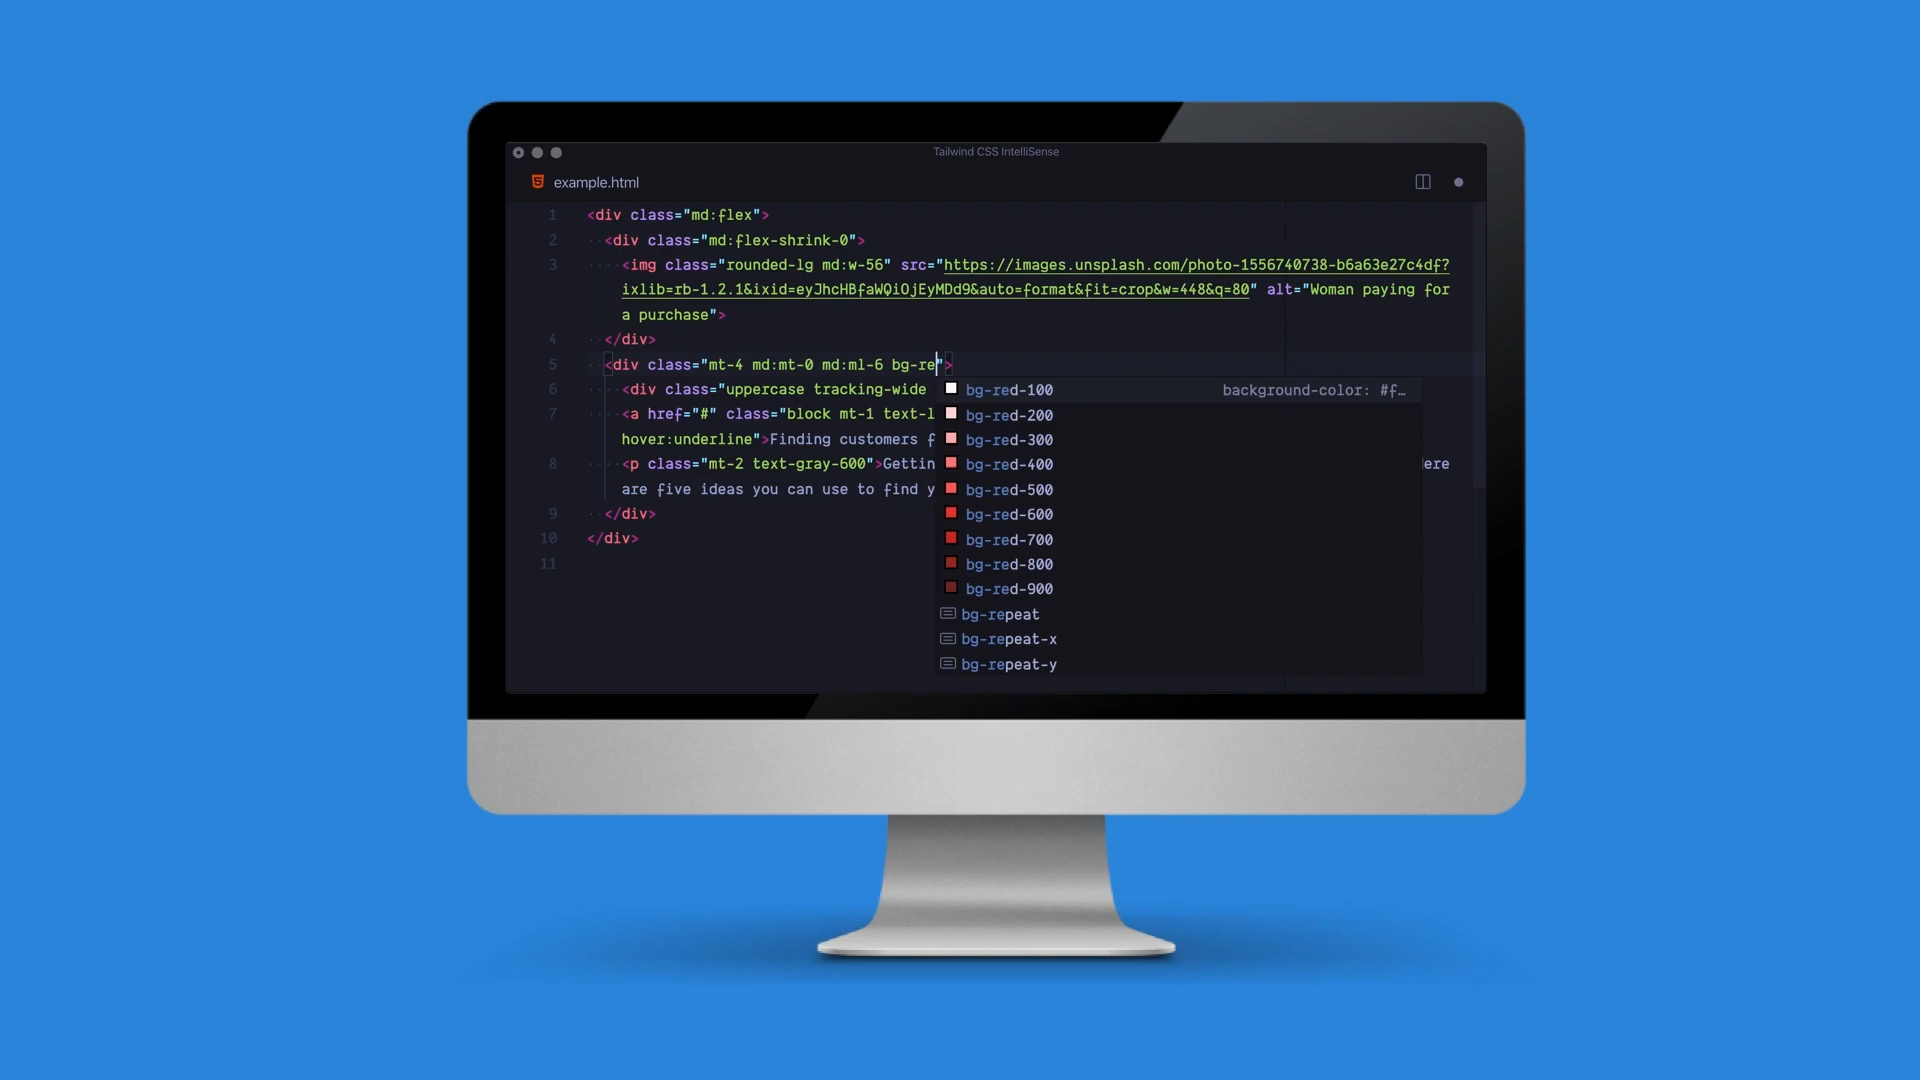 Tailwind CSS IntelliSense
example.html
1 <div class="md:flex">
2 <div class="md:flex-shrink-0">
3 <img class="rounded-lg md:w-56" src="https://images.unsplash.com/photo-1556740738-b6a63e27c4df?
ixlib=rb-1.2.1&ixid=eyJhcHBfaWQiOjEyMDd9&auto=format&fit=crop&w=448&q=80" alt="Woman paying for
a purchase">
4 </div>
5 <div class="mt-4 md:mt-0 md:ml-6 bg-re">
6 <div class="uppercase tracking-wide
7 <a href="#" class="block mt-1 text-l
hover:underline">Finding customers f
8 <p class="mt-2 text-gray-600">Gettin
ere
are five ideas you can use to find y
9 </div>
10 </div>
11
bg-red-100 background-color: #f…
bg-red-200
bg-red-300
bg-red-400
bg-red-500
bg-red-600
bg-red-700
bg-red-800
bg-red-900
bg-repeat
bg-repeat-x
bg-repeat-y